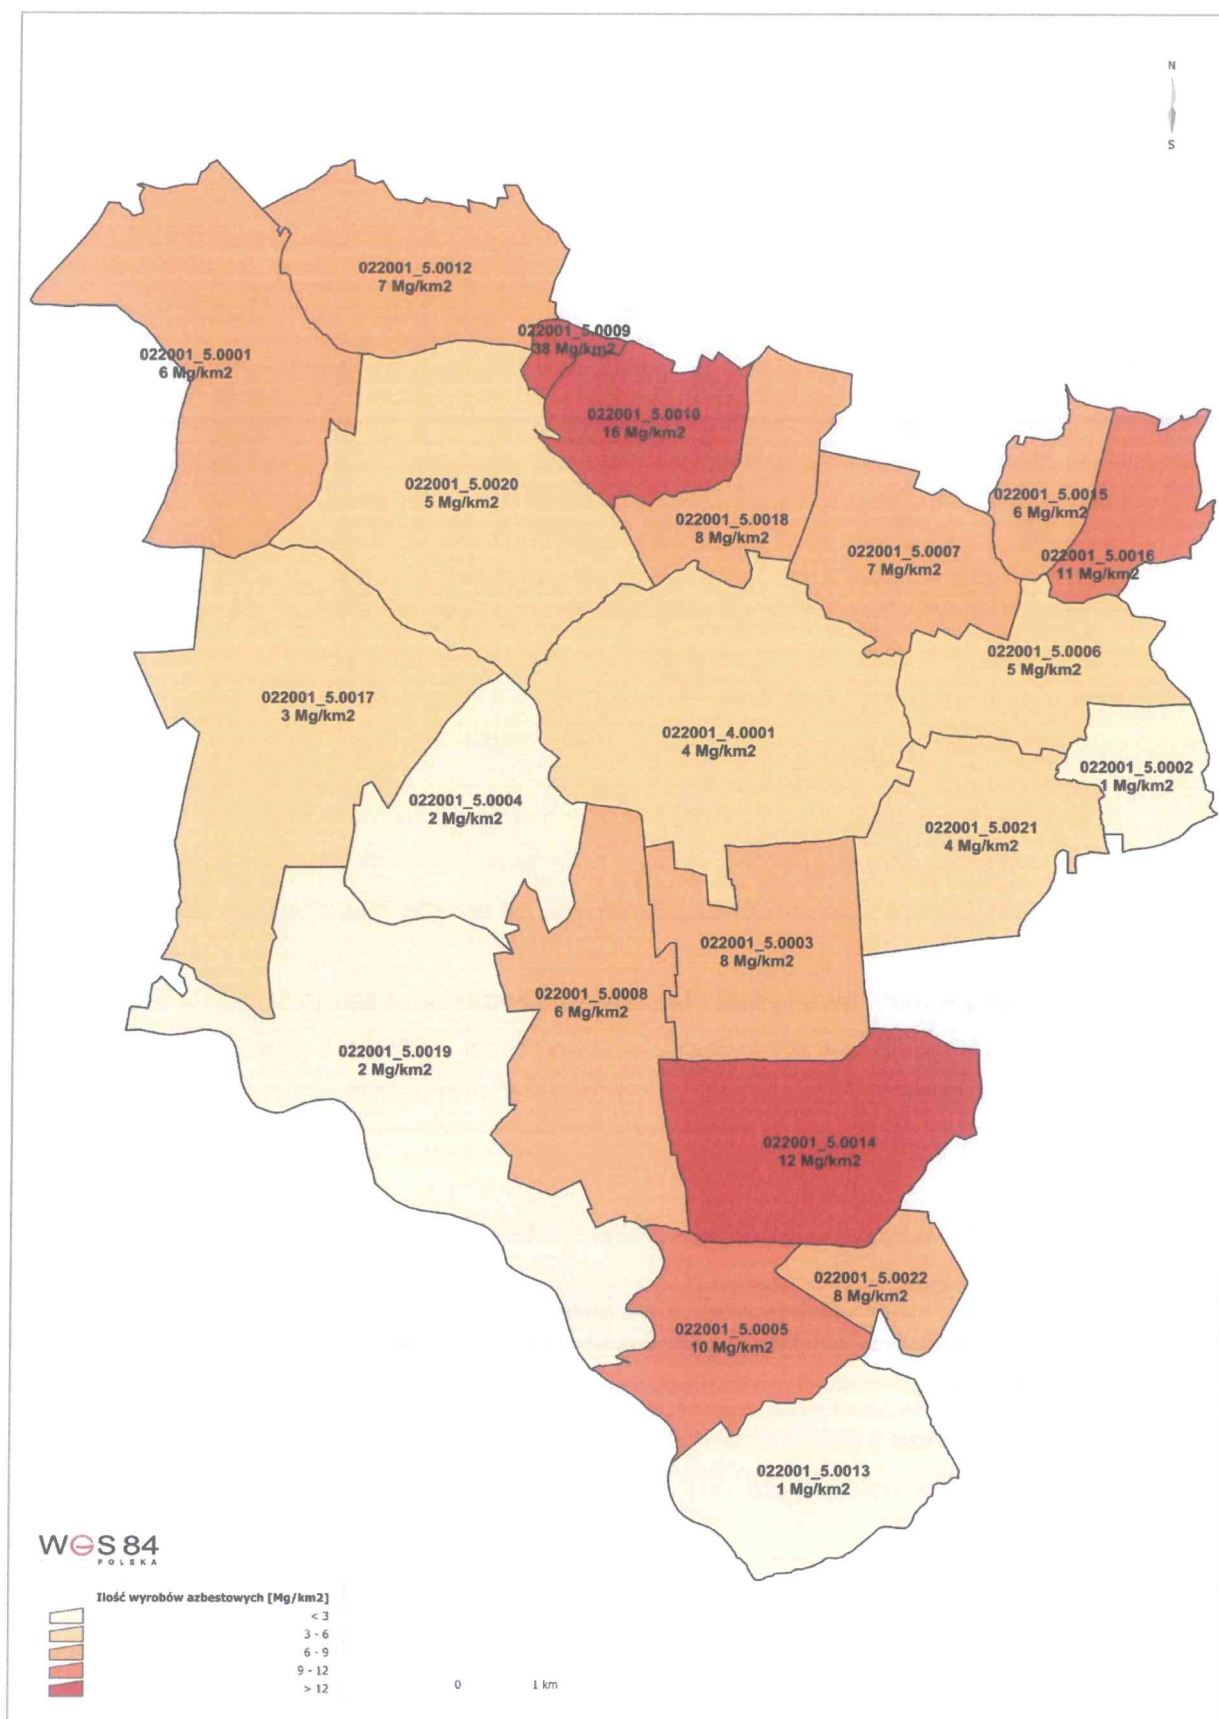 N
S
022001_5.0012
7 Mg/km2
022001_5.0009
38 Mg/km2
022001_5.0001
6 Mg/km2
022001_5.0010
16 Mg/km2
022001_5.0020
5 Mg/km2
022001_5.0015
6 Mg/km2
022001_5.0018
8 Mg/km2
022001_5.0007
7 Mg/km2
022001_5.0016
11 Mg/km2
022001_5.0006
5 Mg/km2
022001_5.0017
3 Mg/km2
022001_4.0001
4 Mg/km2
022001_5.0002
1 Mg/km2
022001_5.0004
2 Mg/km2
022001_5.0021
4 Mg/km2
022001_5.0003
8 Mg/km2
022001_5.0008
6 Mg/km2
022001_5.0019
2 Mg/km2
022001_5.0014
12 Mg/km2
022001_5.0022
8 Mg/km2
022001_5.0005
10 Mg/km2
022001_5.0013
1 Mg/km2
WGS 84
POLSKA
Ilość wyrobów azbestowych [Mg/km2]
< 3
3 - 6
6 - 9
9 - 12
> 12
0 1 km